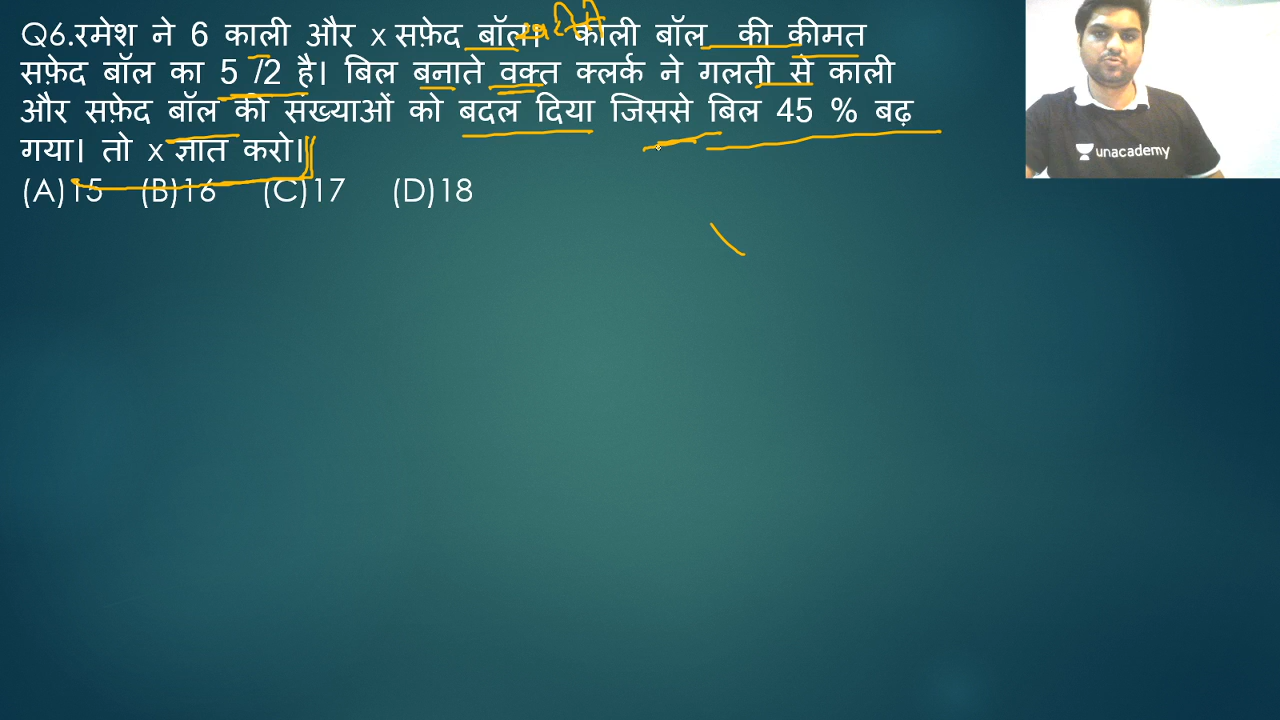 Q6.रमेश ने 6 काली और x सफ़ेद बॉल। खरीदी काली बॉल की कीमत
सफ़ेद बॉल का 5 /2 है। बिल बनाते वक्त क्लर्क ने गलती से काली
और सफ़ेद बॉल की संख्याओं को बदल दिया जिससे बिल 45 % बढ़
गया। तो x ज्ञात करो।
(A)15 (B)16 (C)17 (D)18
unacademy